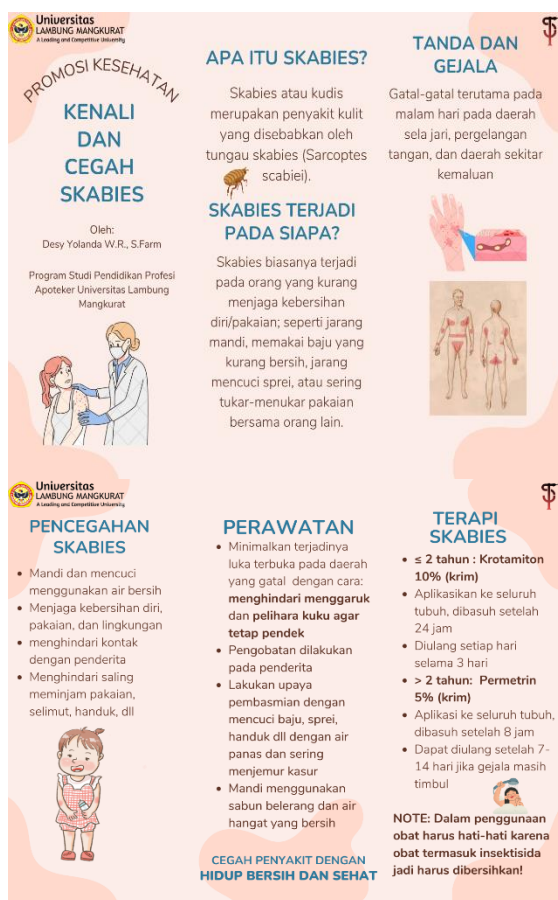 Universitas
LAMBUNG MANGKURAT
A Leading and Competitive University
PROMOSI KESEHATAN
KENALI
DAN
CEGAH
SKABIES
Oleh:
Desy Yolanda W.R., S.Farm
Program Studi Pendidikan Profesi
Apoteker Universitas Lambung
Mangkurat
APA ITU SKABIES?
Skabies atau kudis
merupakan penyakit kulit
yang disebabkan oleh
tungau skabies (Sarcoptes
scabiei).
SKABIES TERJADI
PADA SIAPA?
Skabies biasanya terjadi
pada orang yang kurang
menjaga kebersihan
diri/pakaian; seperti jarang
mandi, memakai baju yang
kurang bersih, jarang
mencuci sprei, atau sering
tukar-menukar pakaian
bersama orang lain.
TANDA DAN
GEJALA
Gatal-gatal terutama pada
malam hari pada daerah
sela jari, pergelangan
tangan, dan daerah sekitar
kemaluan
Universitas
LAMBUNG MANGKURAT
A Leading and Competitive University
PENCEGAHAN
SKABIES
• Mandi dan mencuci
menggunakan air bersih
• Menjaga kebersihan diri,
pakaian, dan lingkungan
• menghindari kontak
dengan penderita
• Menghindari saling
meminjam pakaian,
selimut, handuk, dll
PERAWATAN
• Minimalkan terjadinya
luka terbuka pada daerah
yang gatal dengan cara:
menghindari menggaruk
dan pelihara kuku agar
tetap pendek
• Pengobatan dilakukan
pada penderita
• Lakukan upaya
pembasmian dengan
mencuci baju, sprei,
handuk dll dengan air
panas dan sering
menjemur kasur
• Mandi menggunakan
sabun belerang dan air
hangat yang bersih
CEGAH PENYAKIT DENGAN
HIDUP BERSIH DAN SEHAT
TERAPI
SKABIES
• ≤ 2 tahun : Krotamiton
10% (krim)
• Aplikasikan ke seluruh
tubuh, dibasuh setelah
24 jam
• Diulang setiap hari
selama 3 hari
• > 2 tahun: Permetrin
5% (krim)
• Aplikasi ke seluruh tubuh,
dibasuh setelah 8 jam
• Dapat diulang setelah 7-
14 hari jika gejala masih
timbul
NOTE: Dalam penggunaan
obat harus hati-hati karena
obat termasuk insektisida
jadi harus dibersihkan!